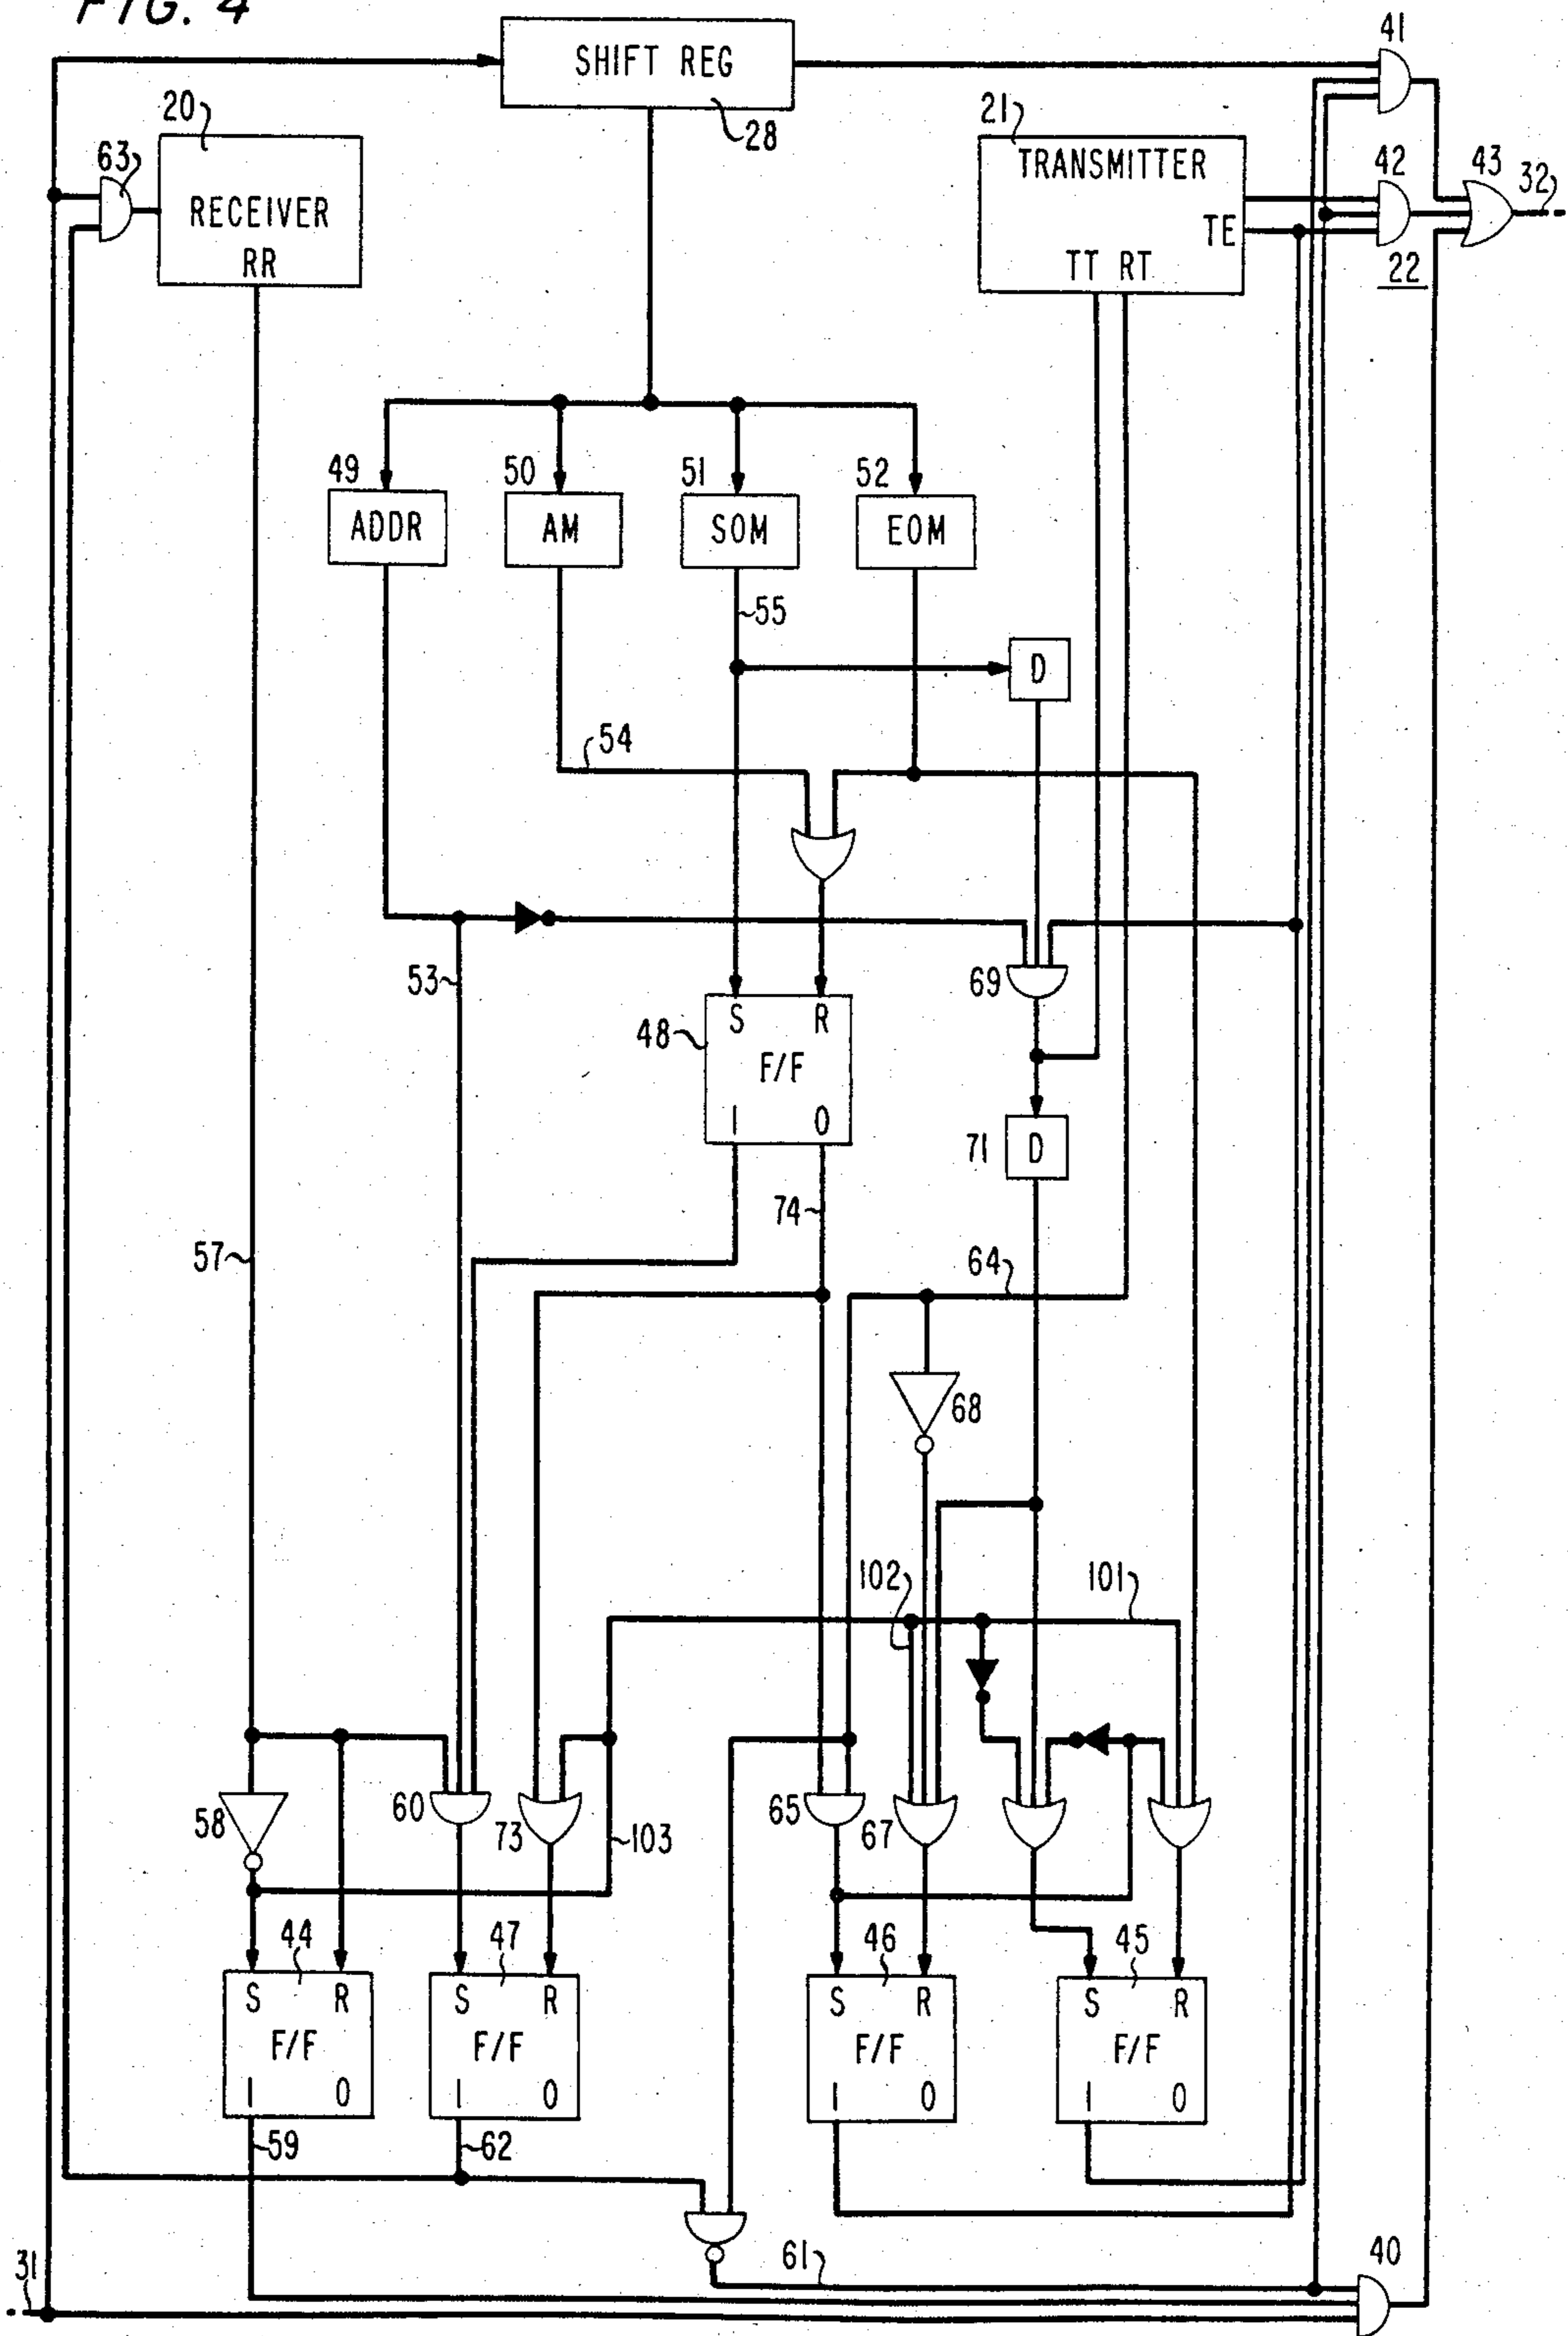 FIG. 4
41
SHIFT REG
28
20
63
RECEIVER
RR
21
TRANSMITTER
TE
TT RT
42
43
32
22
49
50
51
52
ADDR
AM
SOM
EOM
55
D
54
53
69
48
S R
F/F
1 0
71
D
74
57
64
68
102
101
58
60
73
103
65
67
44
47
46
45
S R
F/F
1 0
S R
F/F
1 0
S R
F/F
1 0
S R
F/F
1 0
59
62
31
61
40